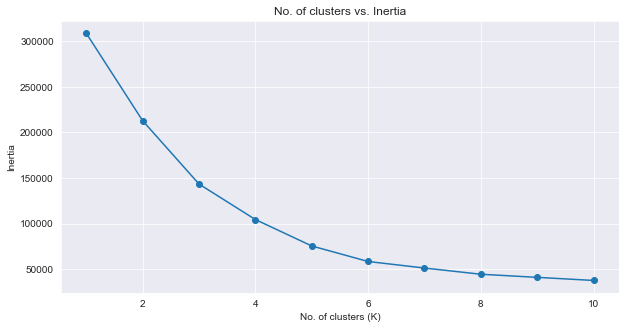 No. of clusters vs. Inertia
300000
250000
200000
150000
100000
50000
Inertia
2 4 6 8 10
No. of clusters (K)